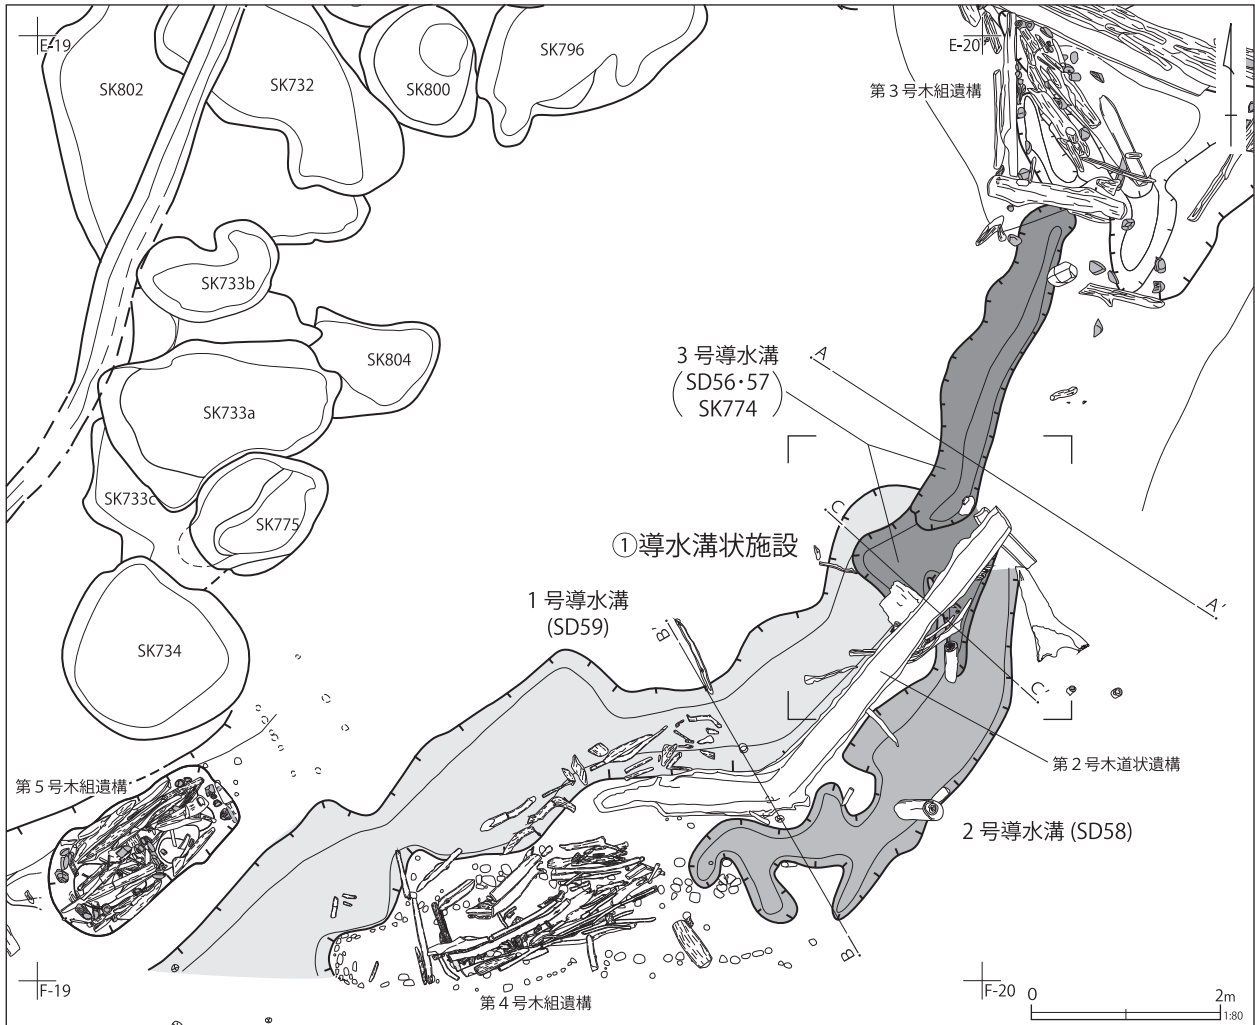 E-19
SK802
SK732
SK800
SK796
E-20
第3号木組遺構
SK733b
SK804
SK733a
3号導水溝
(SD56・57
SK774)
A
SK733c
SK775
C
①導水溝状施設
1号導水溝
(SD59)
B'
A'
SK734
C'
第5号木組遺構
第2号木道状遺構
2号導水溝 (SD58)
B
F-19
第4号木組遺構
F-20
0 2m
1:80